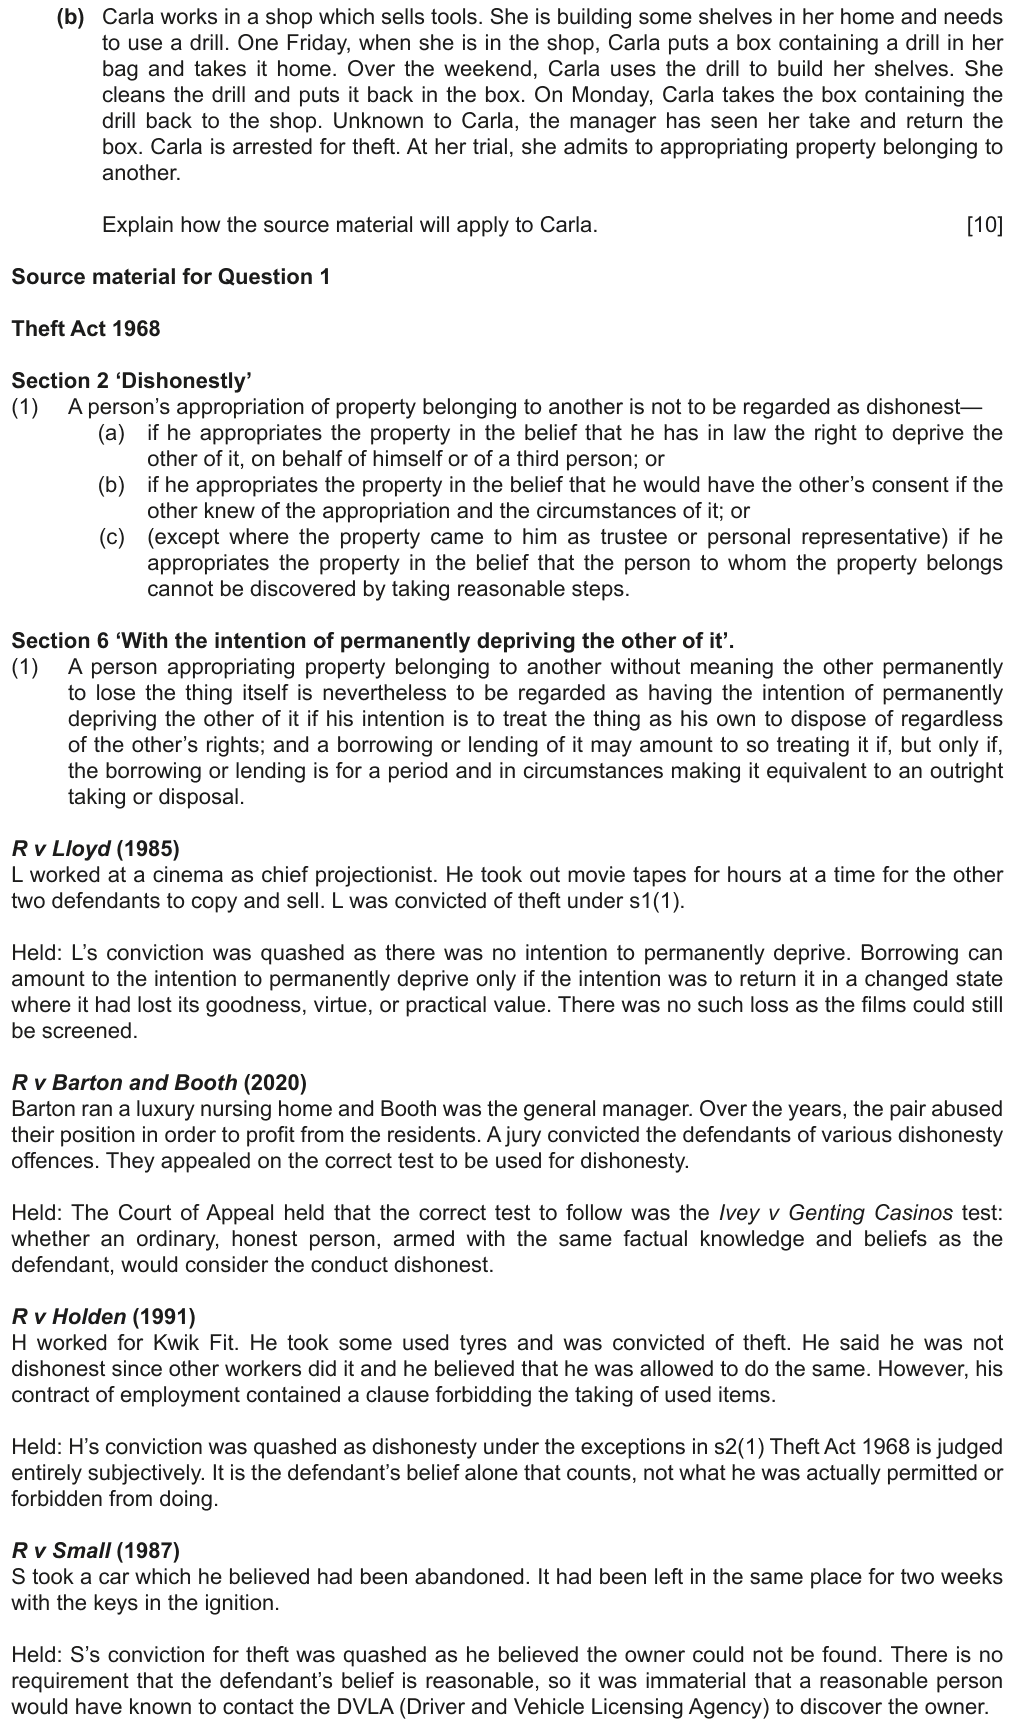 (b) Carla works in a shop which sells tools. She is building some shelves in her home and needs
to use a drill. One Friday, when she is in the shop, Carla puts a box containing a drill in her
bag and takes it home. Over the weekend, Carla uses the drill to build her shelves. She
cleans the drill and puts it back in the box. On Monday, Carla takes the box containing the
drill back to the shop. Unknown to Carla, the manager has seen her take and return the
box. Carla is arrested for theft. At her trial, she admits to appropriating property belonging to
another.
Explain how the source material will apply to Carla. [10]
Source material for Question 1
Theft Act 1968
Section 2 ‘Dishonestly’
(1) A person’s appropriation of property belonging to another is not to be regarded as dishonest—
(a) if he appropriates the property in the belief that he has in law the right to deprive the
other of it, on behalf of himself or of a third person; or
(b) if he appropriates the property in the belief that he would have the other’s consent if the
other knew of the appropriation and the circumstances of it; or
(c) (except where the property came to him as trustee or personal representative) if he
appropriates the property in the belief that the person to whom the property belongs
cannot be discovered by taking reasonable steps.
Section 6 ‘With the intention of permanently depriving the other of it’.
(1) A person appropriating property belonging to another without meaning the other permanently
to lose the thing itself is nevertheless to be regarded as having the intention of permanently
depriving the other of it if his intention is to treat the thing as his own to dispose of regardless
of the other’s rights; and a borrowing or lending of it may amount to so treating it if, but only if,
the borrowing or lending is for a period and in circumstances making it equivalent to an outright
taking or disposal.
R v Lloyd (1985)
L worked at a cinema as chief projectionist. He took out movie tapes for hours at a time for the other
two defendants to copy and sell. L was convicted of theft under s1(1).
Held: L’s conviction was quashed as there was no intention to permanently deprive. Borrowing can
amount to the intention to permanently deprive only if the intention was to return it in a changed state
where it had lost its goodness, virtue, or practical value. There was no such loss as the films could still
be screened.
R v Barton and Booth (2020)
Barton ran a luxury nursing home and Booth was the general manager. Over the years, the pair abused
their position in order to profit from the residents. A jury convicted the defendants of various dishonesty
offences. They appealed on the correct test to be used for dishonesty.
Held: The Court of Appeal held that the correct test to follow was the Ivey v Genting Casinos test:
whether an ordinary, honest person, armed with the same factual knowledge and beliefs as the
defendant, would consider the conduct dishonest.
R v Holden (1991)
H worked for Kwik Fit. He took some used tyres and was convicted of theft. He said he was not
dishonest since other workers did it and he believed that he was allowed to do the same. However, his
contract of employment contained a clause forbidding the taking of used items.
Held: H’s conviction was quashed as dishonesty under the exceptions in s2(1) Theft Act 1968 is judged
entirely subjectively. It is the defendant’s belief alone that counts, not what he was actually permitted or
forbidden from doing.
R v Small (1987)
S took a car which he believed had been abandoned. It had been left in the same place for two weeks
with the keys in the ignition.
Held: S’s conviction for theft was quashed as he believed the owner could not be found. There is no
requirement that the defendant’s belief is reasonable, so it was immaterial that a reasonable person
would have known to contact the DVLA (Driver and Vehicle Licensing Agency) to discover the owner.